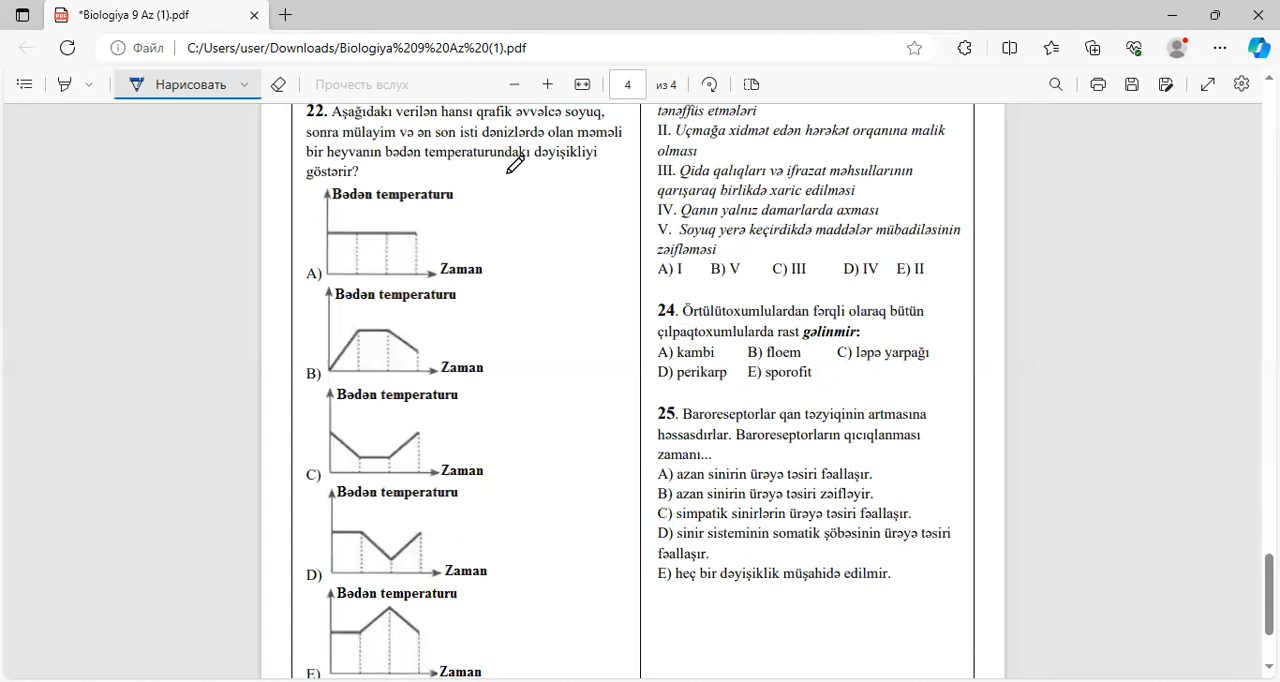 *Biologiya 9 Az (1).pdf
Файл
C:/Users/user/Downloads/Biologiya%209%20Az%20(1).pdf
Нарисовать
Прочесть вслух
4
из 4
22. Aşağıdakı verilən hansı qrafik əvvəlcə soyuq,
sonra mülayim və ən son isti dənizlərdə olan məməli
bir heyvanın bədən temperaturundakı dəyişikliyi
göstərir?
Bədən temperaturu
A)
Zaman
Bədən temperaturu
B)
Zaman
Bədən temperaturu
C)
Zaman
Bədən temperaturu
D)
Zaman
Bədən temperaturu
E)
Zaman
tənəffüs etmələri
II. Uçmağa xidmət edən hərəkət orqanına malik
olması
III. Qida qalıqları və ifrazat məhsullarının
qarışaraq birlikdə xaric edilməsi
IV. Qanın yalnız damarlarda axması
V. Soyuq yerə keçirdikdə maddələr mübadiləsinin
zəifləməsi
A) I B) V C) III D) IV E) II
24. Örtülütoxumlulardan fərqli olaraq bütün
çılpaqtoxumlularda rast gəlinmir:
A) kambi B) floem C) ləpə yarpağı
D) perikarp E) sporofit
25. Baroreseptorlar qan təzyiqinin artmasına
həssasdırlar. Baroreseptorların qıcıqlanması
zamanı...
A) azan sinirin ürəyə təsiri fəallaşır.
B) azan sinirin ürəyə təsiri zəifləyir.
C) simpatik sinirlərin ürəyə təsiri fəallaşır.
D) sinir sisteminin somatik şöbəsinin ürəyə təsiri
fəallaşır.
E) heç bir dəyişiklik müşahidə edilmir.